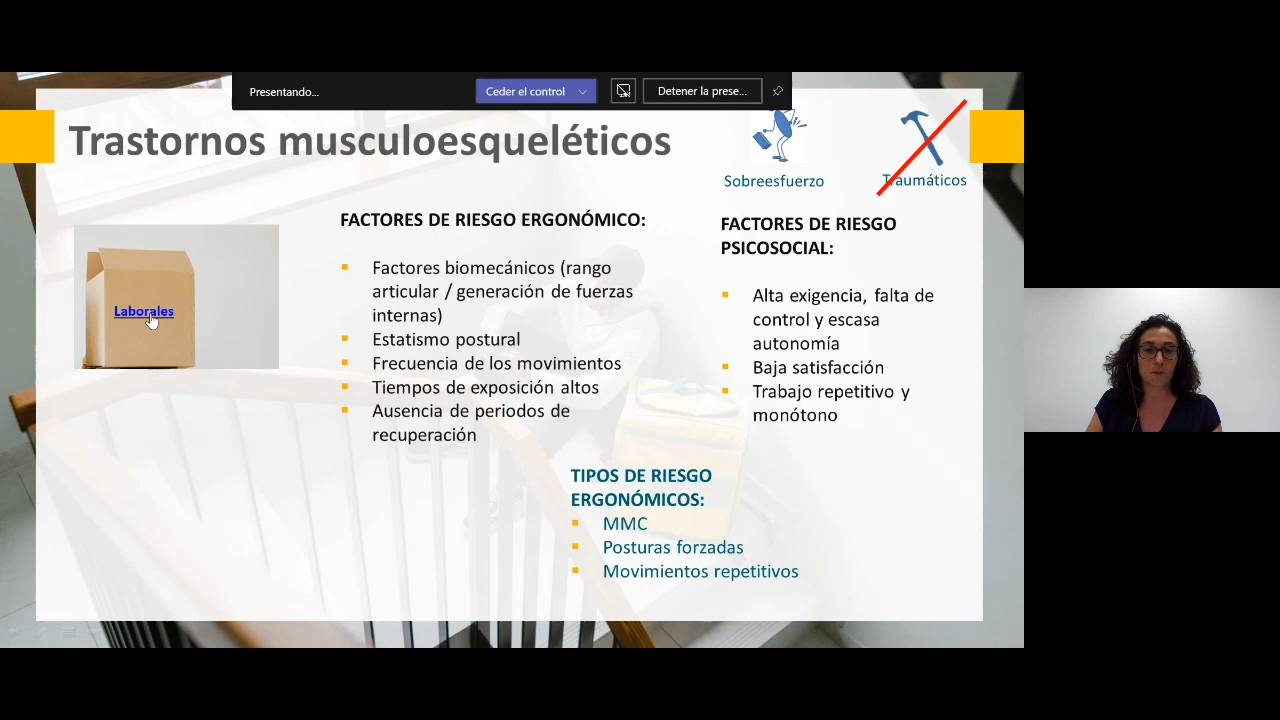 Presentando...
Ceder el control
Detener la prese...
Trastornos musculoesqueléticos
Sobreesfuerzo
Traumáticos
Laborales
FACTORES DE RIESGO ERGONÓMICO:
Factores biomecánicos (rango
articular / generación de fuerzas
internas)
Estatismo postural
Frecuencia de los movimientos
Tiempos de exposición altos
Ausencia de periodos de
recuperación
FACTORES DE RIESGO
PSICOSOCIAL:
Alta exigencia, falta de
control y escasa
autonomía
Baja satisfacción
Trabajo repetitivo y
monótono
TIPOS DE RIESGO
ERGONÓMICOS:
MMC
Posturas forzadas
Movimientos repetitivos